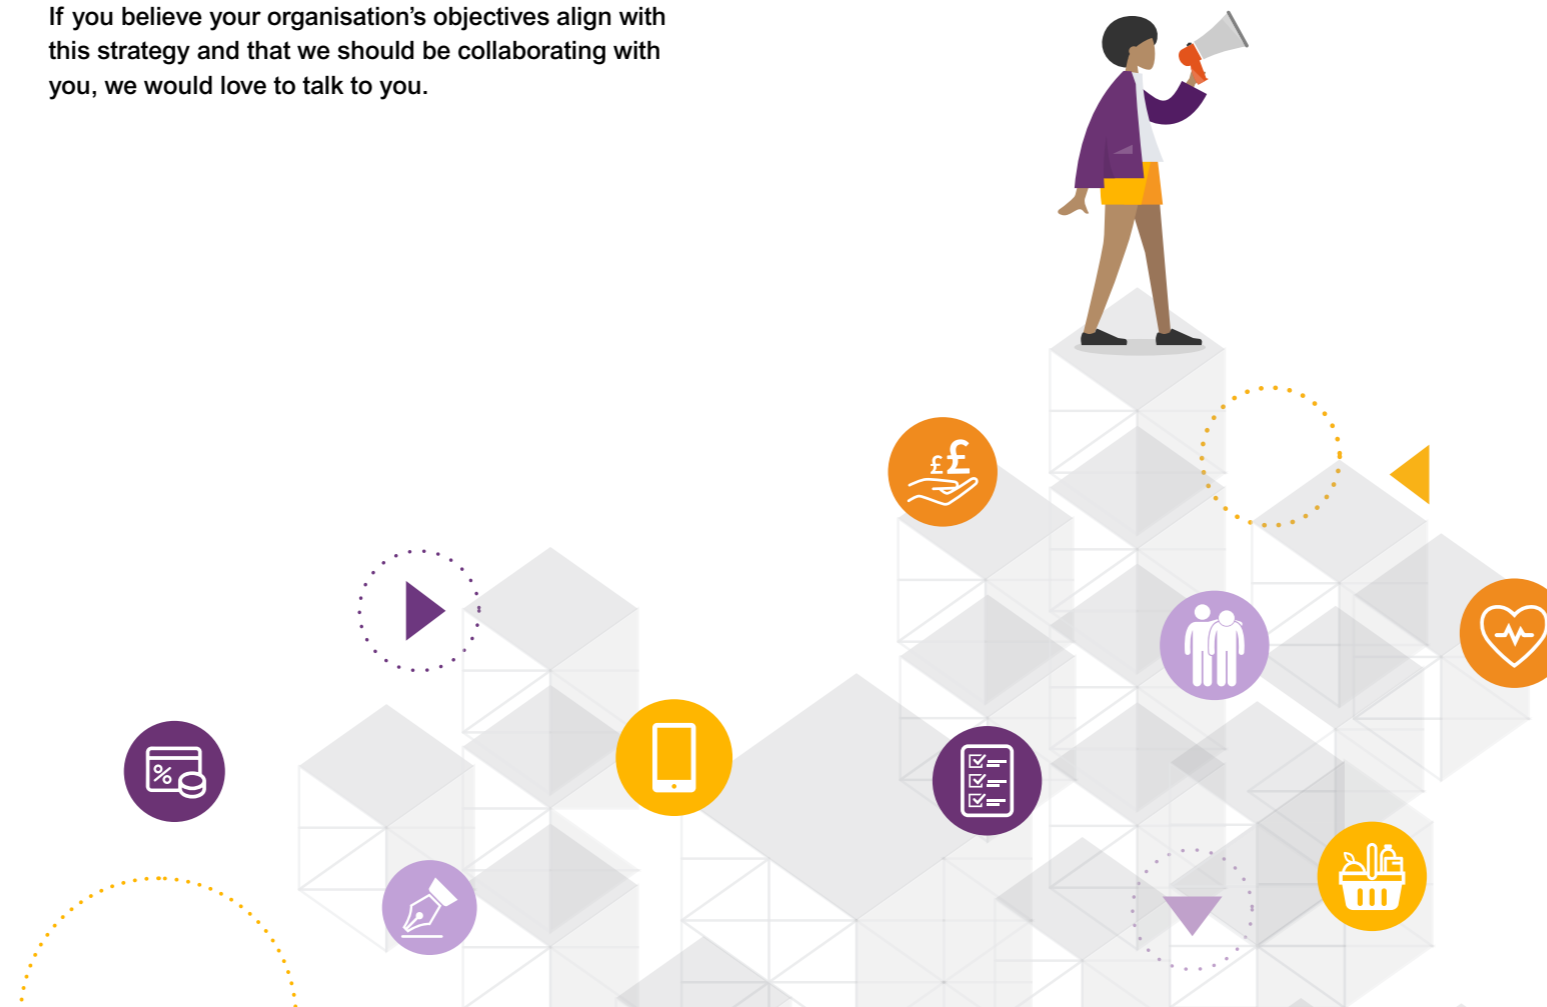 If you believe your organisation’s objectives align with
this strategy and that we should be collaborating with
you, we would love to talk to you.
££
%